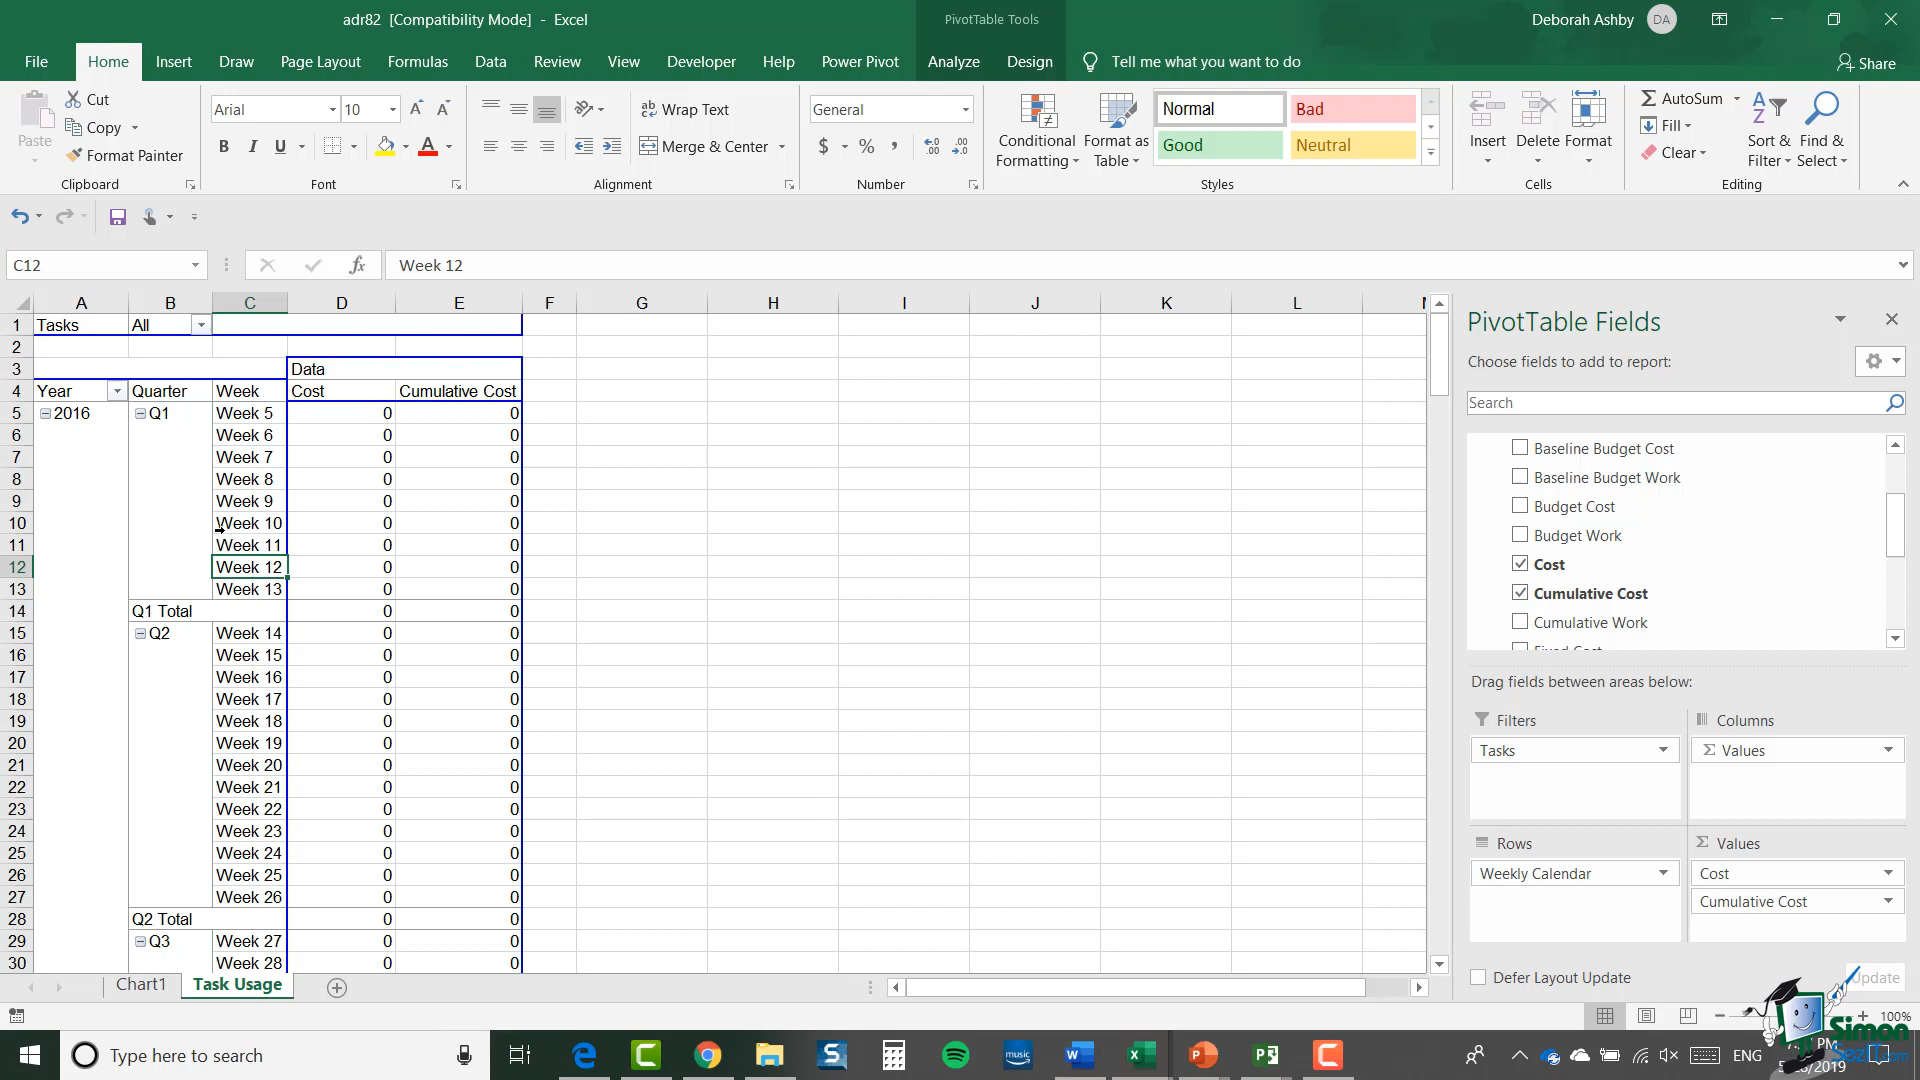 adr82 [Compatibility Mode] - Excel
PivotTable Tools
Deborah Ashby
DA
File Home Insert Draw Page Layout Formulas Data Review View Developer Help Power Pivot Analyze Design Tell me what you want to do Share
Paste
Cut
Copy
Format Painter
Clipboard
Arial 10
B I U A
Font
Wrap Text
Merge & Center
Alignment
General
$ % ,
Number
Conditional Formatting
Format as Table
Normal Bad
Good Neutral
Styles
Insert Delete Format
Cells
AutoSum
Fill
Clear
Sort & Filter
Find & Select
Editing
C12 fx Week 12
A B C D E F G H I J K L
1 Tasks All
2
3 Data
4 Year Quarter Week Cost Cumulative Cost
5 2016 Q1 Week 5 0 0
6 Week 6 0 0
7 Week 7 0 0
8 Week 8 0 0
9 Week 9 0 0
10 Week 10 0 0
11 Week 11 0 0
12 Week 12 0 0
13 Week 13 0 0
14 Q1 Total 0 0
15 Q2 Week 14 0 0
16 Week 15 0 0
17 Week 16 0 0
18 Week 17 0 0
19 Week 18 0 0
20 Week 19 0 0
21 Week 20 0 0
22 Week 21 0 0
23 Week 22 0 0
24 Week 23 0 0
25 Week 24 0 0
26 Week 25 0 0
27 Week 26 0 0
28 Q2 Total 0 0
29 Q3 Week 27 0 0
30 Week 28 0 0
Chart1 Task Usage
PivotTable Fields
Choose fields to add to report:
Search
Baseline Budget Cost
Baseline Budget Work
Budget Cost
Budget Work
Cost
Cumulative Cost
Cumulative Work
Fixed Cost
Drag fields between areas below:
Filters
Columns
Tasks
Values
Rows
Values
Weekly Calendar
Cost
Cumulative Cost
Defer Layout Update
Update
100%
Simon
SezIt.com
Type here to search
music
ENG